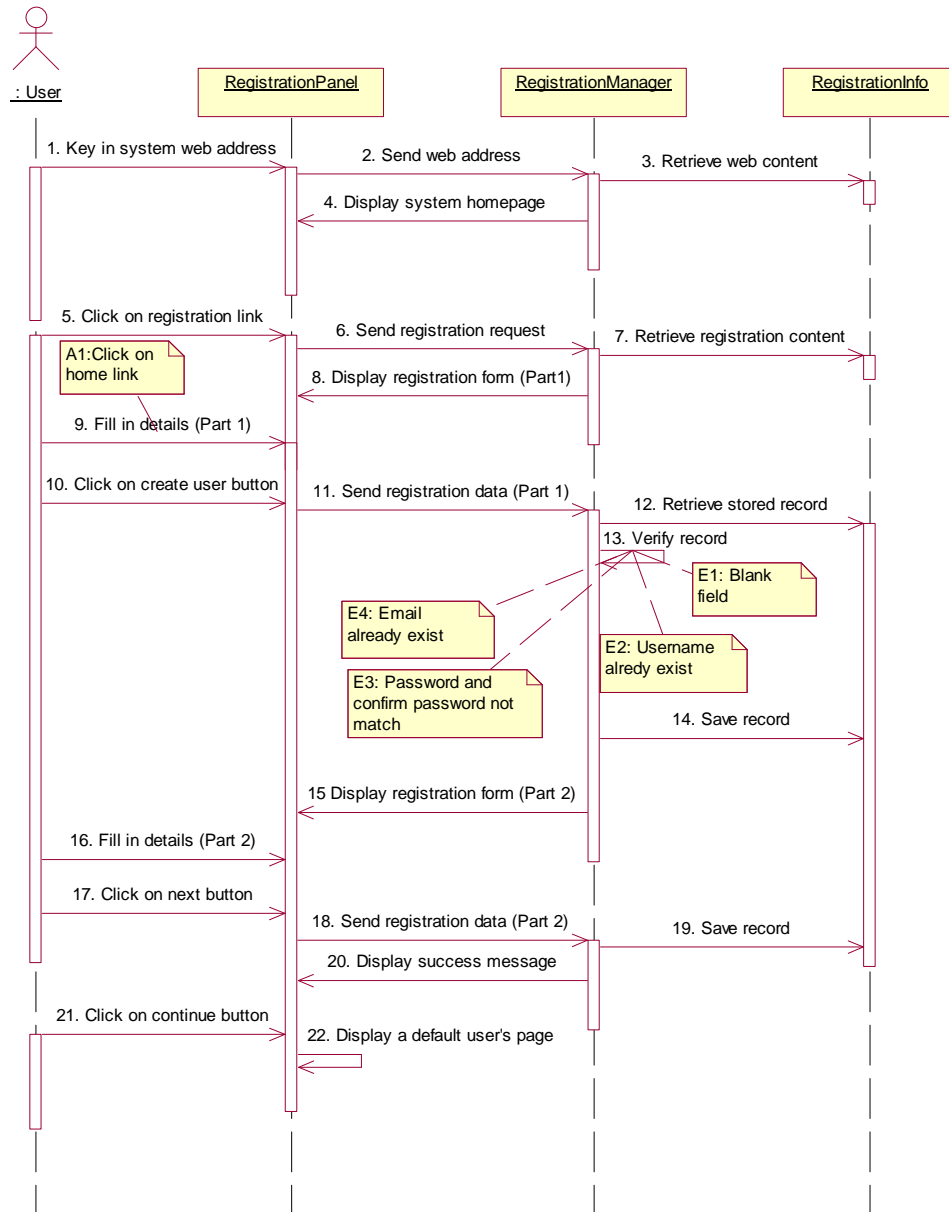 : User
RegistrationPanel
RegistrationManager
RegistrationInfo
1. Key in system web address
2. Send web address
3. Retrieve web content
4. Display system homepage
5. Click on registration link
6. Send registration request
7. Retrieve registration content
A1:Click on
home link
8. Display registration form (Part1)
9. Fill in details (Part 1)
10. Click on create user button
11. Send registration data (Part 1)
12. Retrieve stored record
13. Verify record
E1: Blank
field
E4: Email
already exist
E2: Username
alredy exist
E3: Password and
confirm password not
match
14. Save record
15 Display registration form (Part 2)
16. Fill in details (Part 2)
17. Click on next button
18. Send registration data (Part 2)
19. Save record
20. Display success message
21. Click on continue button
22. Display a default user's page